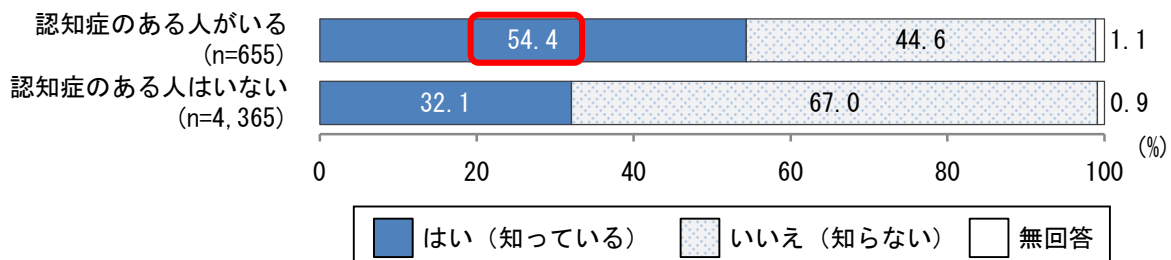 認知症のある人がいる
(n=655)
54.4
44.6
1.1
認知症のある人はいない
(n=4,365)
32.1
67.0
0.9
(%)
0 20 40 60 80 100
はい（知っている） いいえ（知らない） 無回答